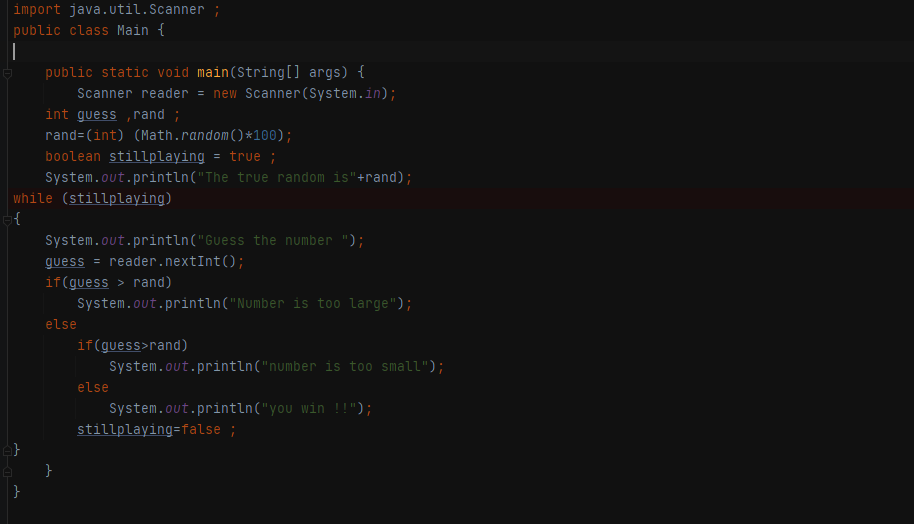 import java.util.Scanner ;
public class Main {
    public static void main(String[] args) {
        Scanner reader = new Scanner(System.in);
    int guess ,rand ;
    rand=(int) (Math.random()*100);
    boolean stillplaying = true ;
    System.out.println("The true random is"+rand);
while (stillplaying)
{
    System.out.println("Guess the number ");
    guess = reader.nextInt();
    if(guess > rand)
        System.out.println("Number is too large");
    else
        if(guess>rand)
            System.out.println("number is too small");
        else
            System.out.println("you win !!");
        stillplaying=false ;
}
    }
}